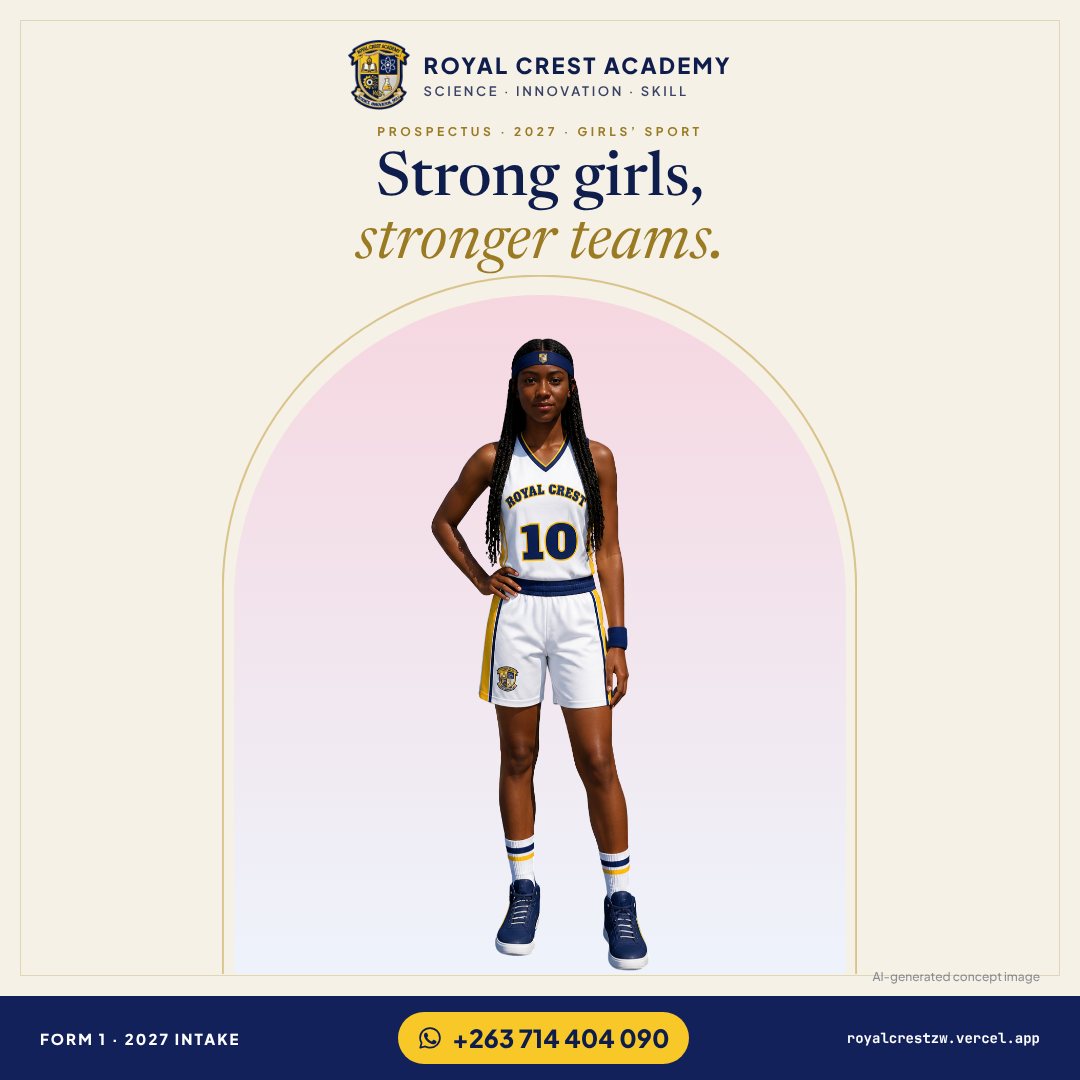 ROYAL CREST ACADEMY
SCIENCE · INNOVATION · SKILL
PROSPECTUS · 2027 · GIRLS’ SPORT
Strong girls,
stronger teams.
ROYAL CREST
10
AI-generated concept image
FORM 1 · 2027 INTAKE
+263 714 404 090
royalcrestzw.vercel.app